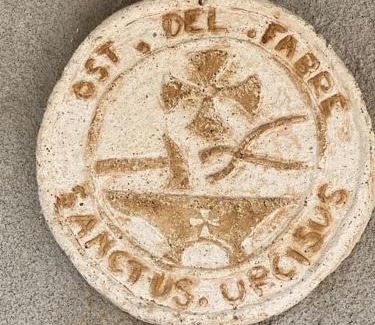 OST . DEL . FABRE
SANCTUS . URCISUS